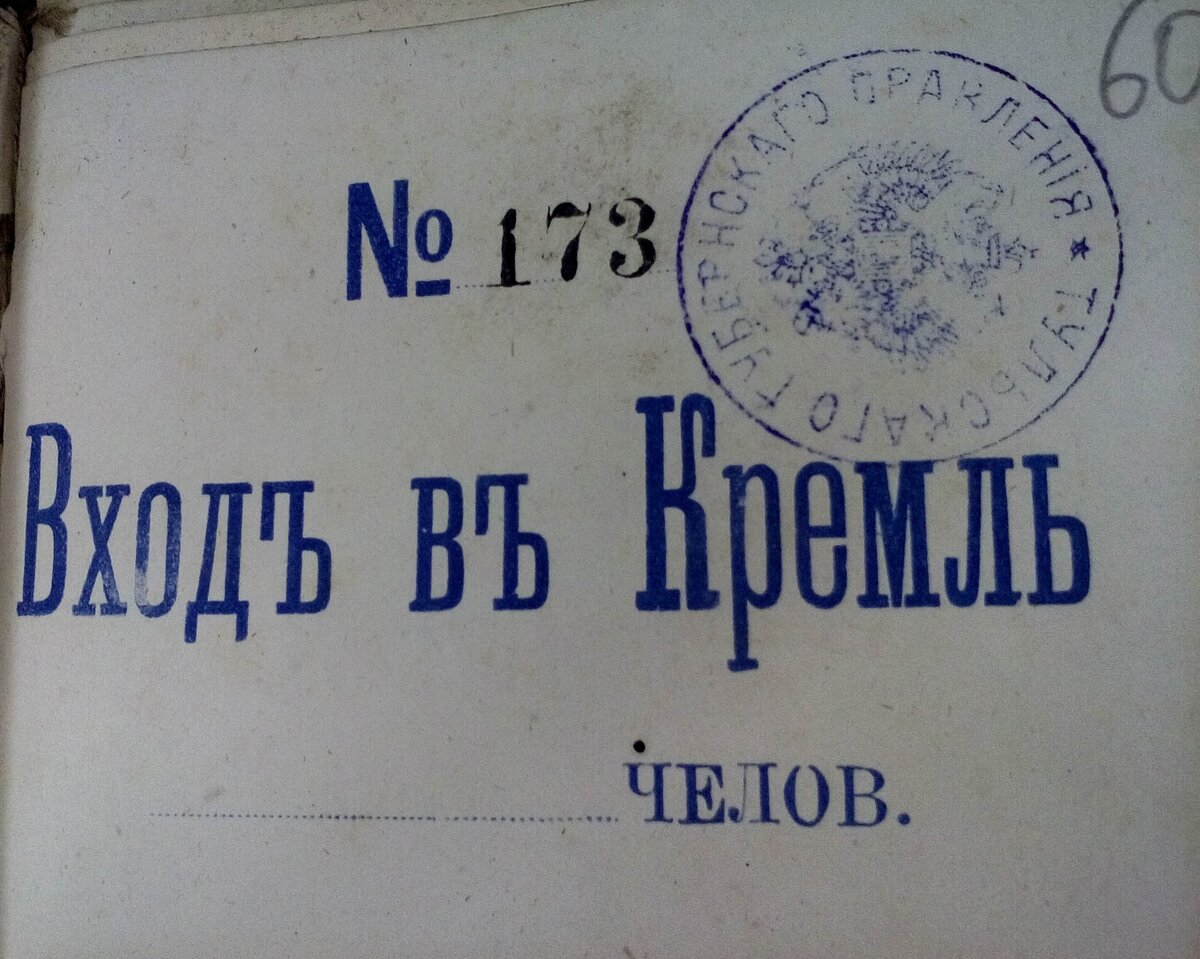 60
№ 173
ТУЛЬСКАГО ГУБЕРНСКАГО ПРАВЛЕНІЯ ★
Входъ въ Кремль
ЧЕЛОВ.